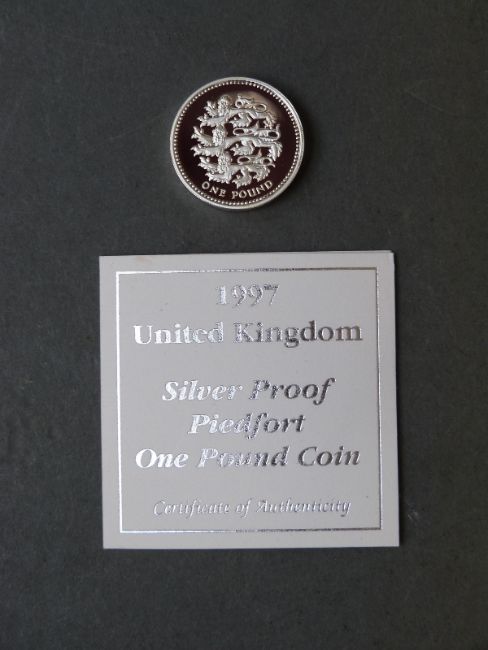 ONE POUND
1997
United Kingdom
Silver Proof
Piedfort
One Pound Coin
Certificate of Authenticity